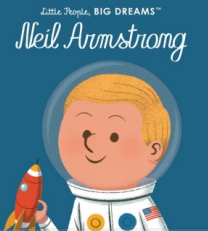 Little People, BIG DREAMS™
Neil Armstrong